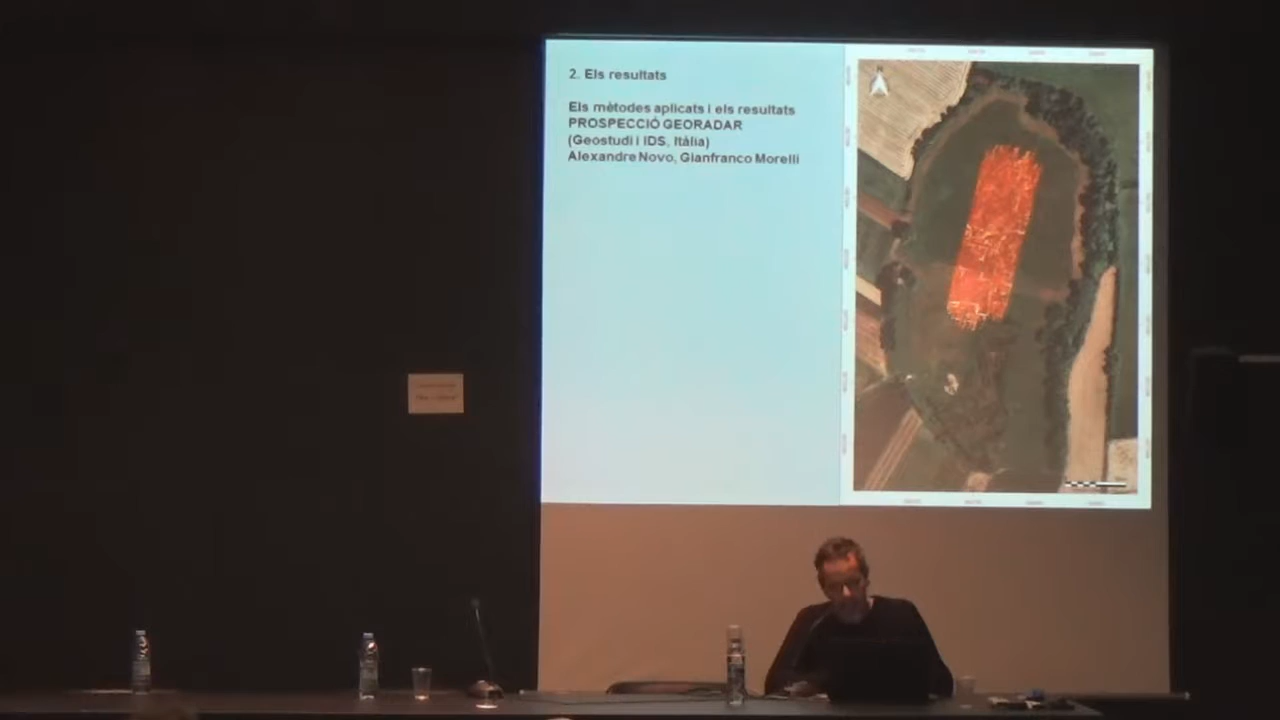 2. Els resultats
Els mètodes aplicats i els resultats
PROSPECCIÓ GEORADAR
(Geostudi i IDS, Itàlia)
Alexandre Novo, Gianfranco Morelli